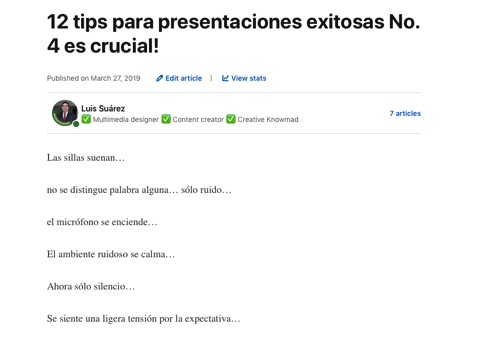 12 tips para presentaciones exitosas No.
4 es crucial!
Published on March 27, 2019 Edit article | View stats
Luis Suárez
✅ Multimedia designer ✅ Content creator ✅ Creative Knowmad
7 articles
Las sillas suenan…
no se distingue palabra alguna… sólo ruido…
el micrófono se enciende…
El ambiente ruidoso se calma…
Ahora sólo silencio…
Se siente una ligera tensión por la expectativa…